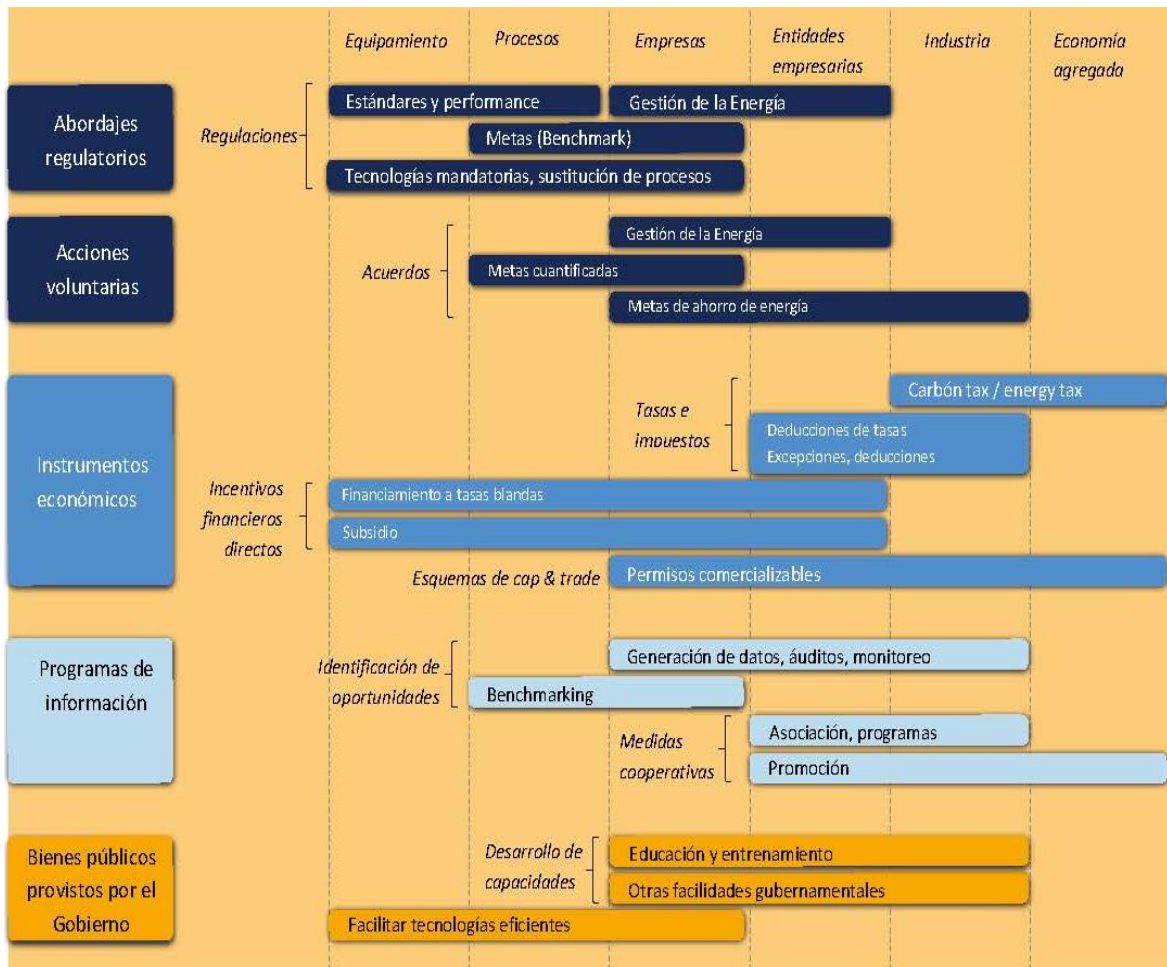 Equipamiento
Procesos
Empresas
Entidades
empresarias
Industria
Economía
agregada
Abordajes
regulatorios
Regulaciones
Estándares y performance
Gestión de la Energía
Metas (Benchmark)
Tecnologías mandatorias, sustitución de procesos
Acciones
voluntarias
Acuerdos
Gestión de la Energía
Metas cuantificadas
Metas de ahorro de energía
Instrumentos
económicos
Tasas e
impuestos
Carbón tax / energy tax
Deducciones de tasas
Excepciones, deducciones
Incentivos
financieros
directos
Financiamiento a tasas blandas
Subsidio
Esquemas de cap & trade
Permisos comercializables
Programas de
información
Identificación de
oportunidades
Generación de datos, áuditos, monitoreo
Benchmarking
Medidas
cooperativas
Asociación, programas
Promoción
Bienes públicos
provistos por el
Gobierno
Desarrollo de
capacidades
Educación y entrenamiento
Otras facilidades gubernamentales
Facilitar tecnologías eficientes